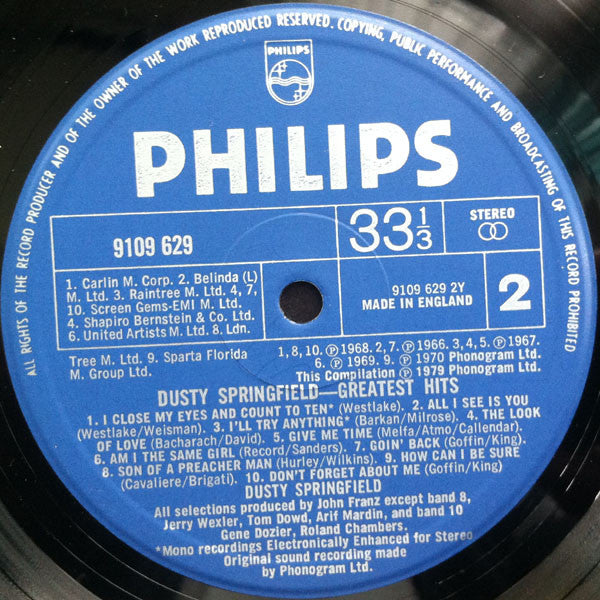 ALL RIGHTS OF THE RECORD PRODUCER AND OF THE OWNER OF THE WORK REPRODUCED RESERVED. COPYING, PUBLIC PERFORMANCE AND BROADCASTING OF THIS RECORD PROHIBITED
PHILIPS
PHILIPS
9109 629
33 1/3
STEREO
1. Carlin M. Corp. 2. Belinda (L)
M. Ltd. 3. Raintree M. Ltd. 4, 7,
10. Screen Gems-EMI M. Ltd.
4. Shapiro Bernstein & Co. Ltd.
6. United Artists M. Ltd. 8. Ldn.
Tree M. Ltd. 9. Sparta Florida
M. Group Ltd.
9109 629 2Y
MADE IN ENGLAND
2
1, 8, 10. ℗ 1968. 2, 7, ℗ 1966. 3, 4, 5. ℗ 1967.
6. ℗ 1969. 9. ℗ 1970 Phonogram Ltd.
This Compilation ℗ 1979 Phonogram Ltd.
DUSTY SPRINGFIELD—GREATEST HITS
1. I CLOSE MY EYES AND COUNT TO TEN* (Westlake). 2. ALL I SEE IS YOU
(Westlake/Weisman). 3. I'LL TRY ANYTHING* (Barkan/Milrose). 4. THE LOOK
OF LOVE (Bacharach/David). 5. GIVE ME TIME (Melfa/Atmo/Callendar).
6. AM I THE SAME GIRL (Record/Sanders). 7. GOIN' BACK (Goffin/King)
8. SON OF A PREACHER MAN (Hurley/Wilkins). 9. HOW CAN I BE SURE
(Cavaliere/Brigati). 10. DON'T FORGET ABOUT ME (Goffin/King)
DUSTY SPRINGFIELD
All selections produced by John Franz except band 8,
Jerry Wexler, Tom Dowd, Arif Mardin, and band 10
Gene Dozier, Roland Chambers.
*Mono recordings Electronically Enhanced for Stereo
Original sound recording made
by Phonogram Ltd.